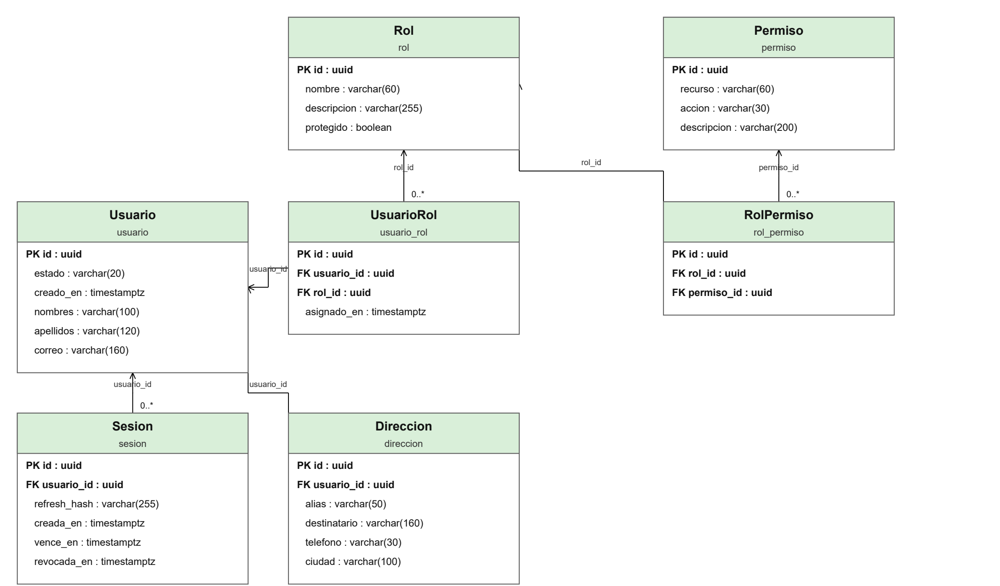 Rol
rol
PK id : uuid
nombre : varchar(60)
descripcion : varchar(255)
protegido : boolean
Permiso
permiso
PK id : uuid
recurso : varchar(60)
accion : varchar(30)
descripcion : varchar(200)
rol_id
0..*
rol_id
permiso_id
0..*
Usuario
usuario
PK id : uuid
estado : varchar(20)
creado_en : timestamptz
nombres : varchar(100)
apellidos : varchar(120)
correo : varchar(160)
usuario_id
UsuarioRol
usuario_rol
PK id : uuid
FK usuario_id : uuid
FK rol_id : uuid
asignado_en : timestamptz
RolPermiso
rol_permiso
PK id : uuid
FK rol_id : uuid
FK permiso_id : uuid
usuario_id
0..*
usuario_id
Sesion
sesion
PK id : uuid
FK usuario_id : uuid
refresh_hash : varchar(255)
creada_en : timestamptz
vence_en : timestamptz
revocada_en : timestamptz
Direccion
direccion
PK id : uuid
FK usuario_id : uuid
alias : varchar(50)
destinatario : varchar(160)
telefono : varchar(30)
ciudad : varchar(100)